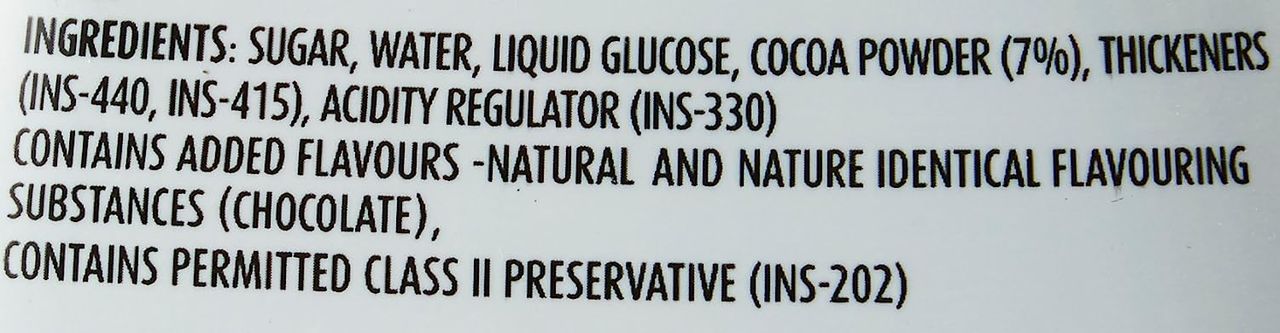 INGREDIENTS: SUGAR, WATER, LIQUID GLUCOSE, COCOA POWDER (7%), THICKENERS
(INS-440, INS-415), ACIDITY REGULATOR (INS-330)
CONTAINS ADDED FLAVOURS -NATURAL AND NATURE IDENTICAL FLAVOURING
SUBSTANCES (CHOCOLATE),
CONTAINS PERMITTED CLASS II PRESERVATIVE (INS-202)